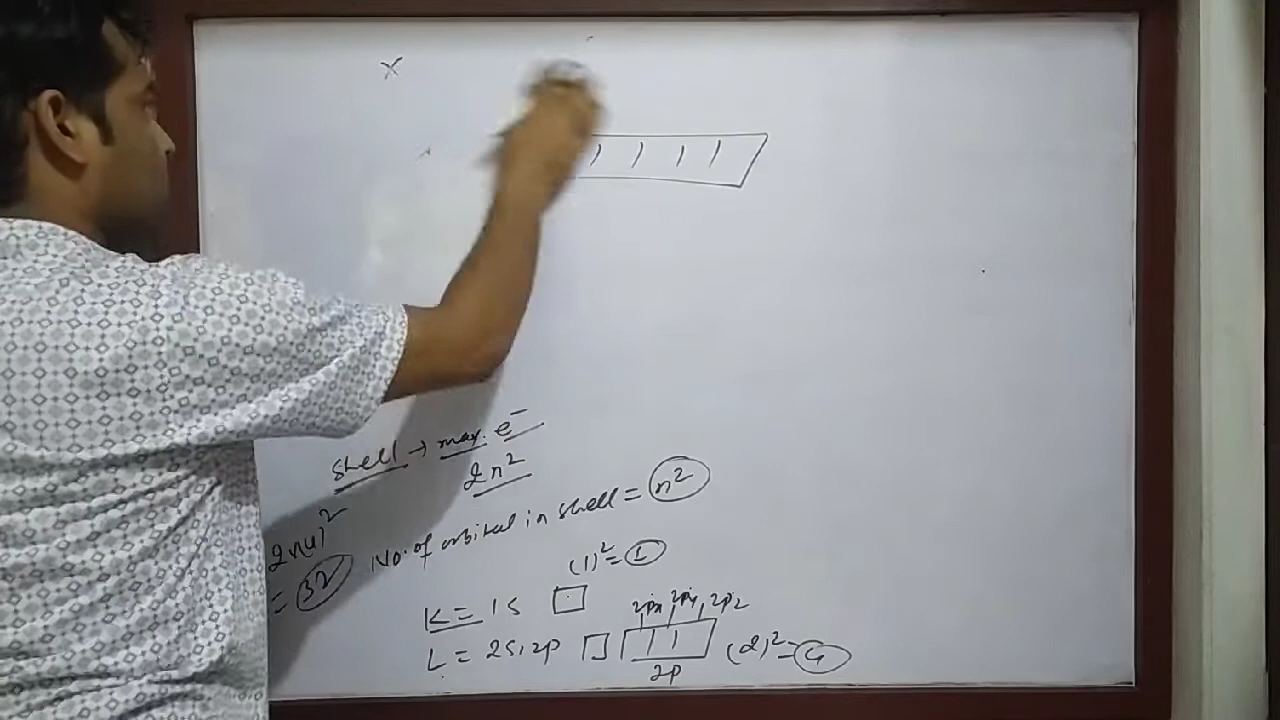 x
shell → max. e⁻
2n²
2x(4)²
= 32
No. of orbital in shell = n²
(1)² = 1
K = 1s
2px 2py 2pz
L = 2s, 2p (2)² = 4
2p